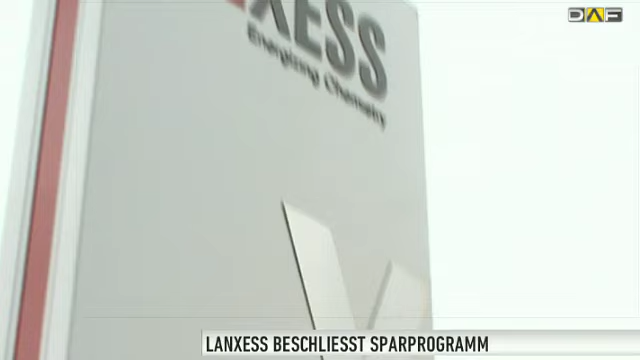 DAF
XESS
Energizing Chemistry
LANXESS BESCHLIESST SPARPROGRAMM